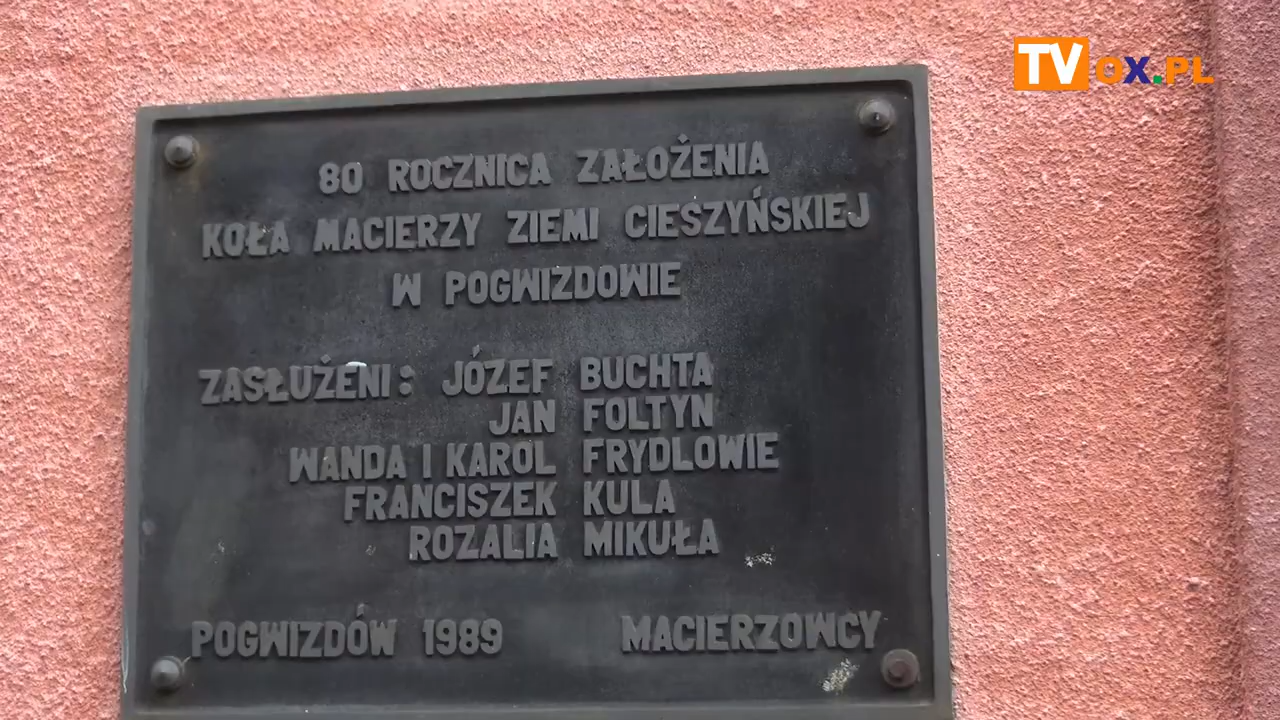 TVOX.PL
80 ROCZNICA ZAŁOŻENIA
KOŁA MACIERZY ZIEMI CIESZYŃSKIEJ
W POGWIZDOWIE
ZASŁUŻENI: JÓZEF BUCHTA
JAN FOLTYN
WANDA I KAROL FRYDLOWIE
FRANCISZEK KULA
ROZALIA MIKUŁA
POGWIZDÓW 1989 MACIERZOWCY